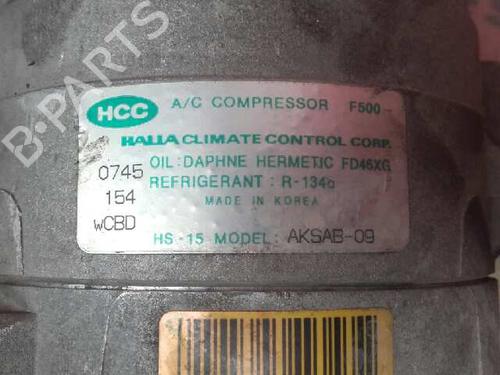 B-PARTS
HCC A/C COMPRESSOR F500-
HALLA CLIMATE CONTROL CORP.
0745 OIL: DAPHNE HERMETIC FD46XG
REFRIGERANT : R-134a
154 MADE IN KOREA
wCBD
HS-15 MODEL: AKSAB-09
B-PARTS